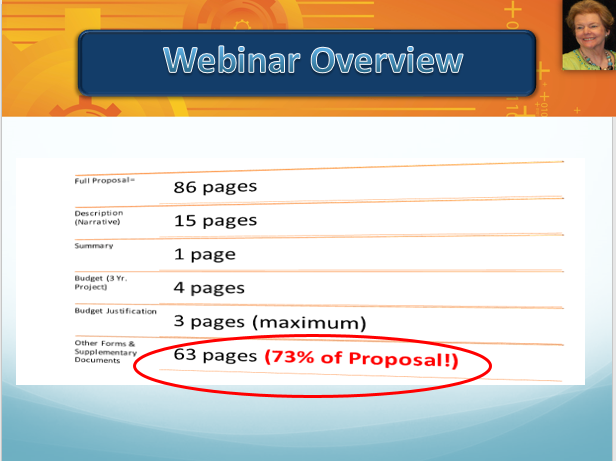 Webinar Overview
Full Proposal=
86 pages
Description
(Narrative)
15 pages
Summary
1 page
Budget (3 Yr.
Project)
4 pages
Budget Justification
3 pages (maximum)
Other Forms &
Supplementary
Documents
63 pages (73% of Proposal!)